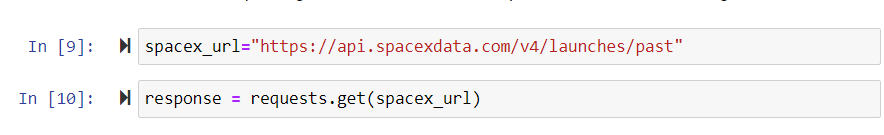 In [9]: spacex_url="https://api.spacexdata.com/v4/launches/past"
In [10]: response = requests.get(spacex_url)